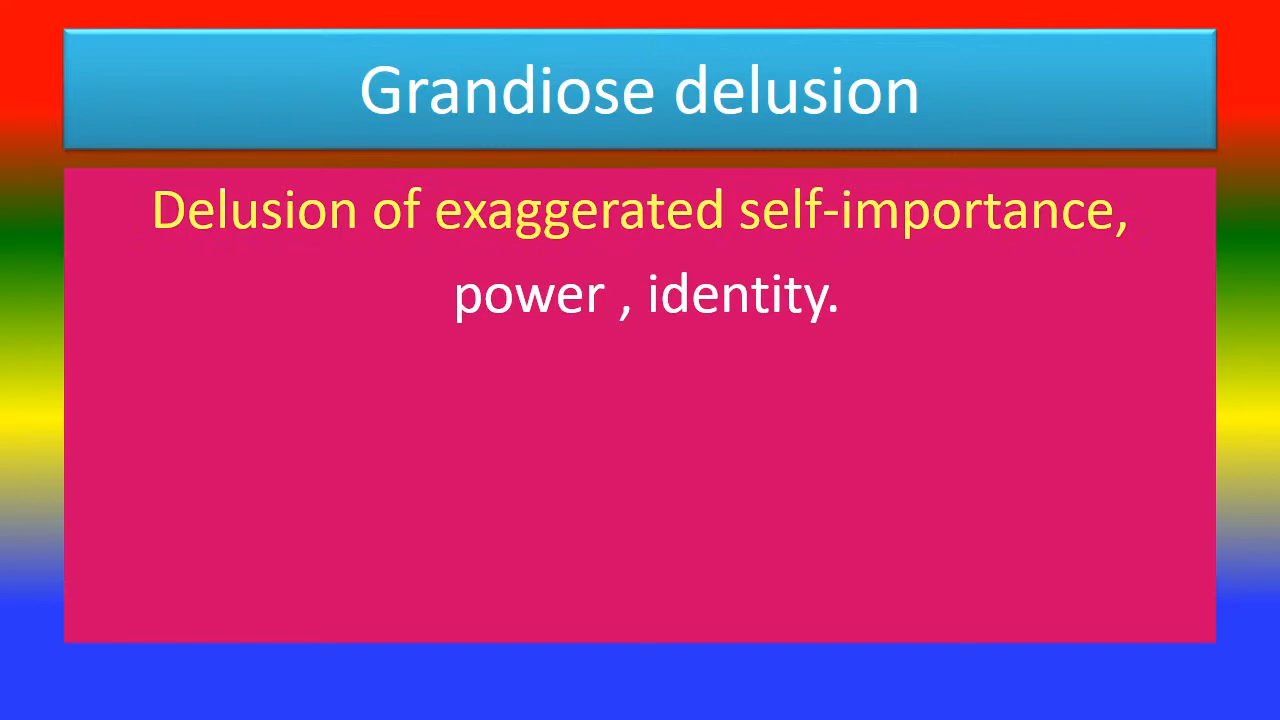 Grandiose delusion
Delusion of exaggerated self-importance,
power , identity.